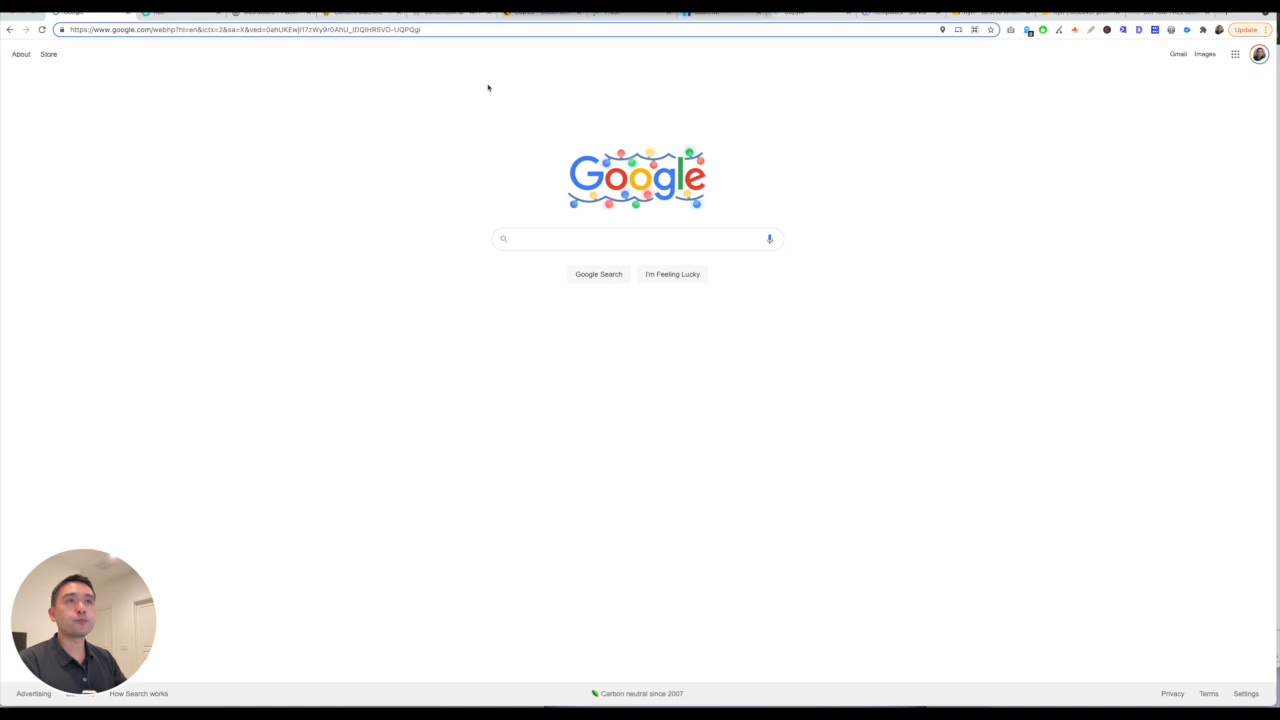 https://www.google.com/webhp?hl=en&ictx=2&sa=X&ved=0ahUKEwjI17zWy9r0AhU_IDQIHR5VD-UQPQgI
Update
About
Store
Gmail
Images
Google
Google Search
I'm Feeling Lucky
Advertising
How Search works
Carbon neutral since 2007
Privacy
Terms
Settings